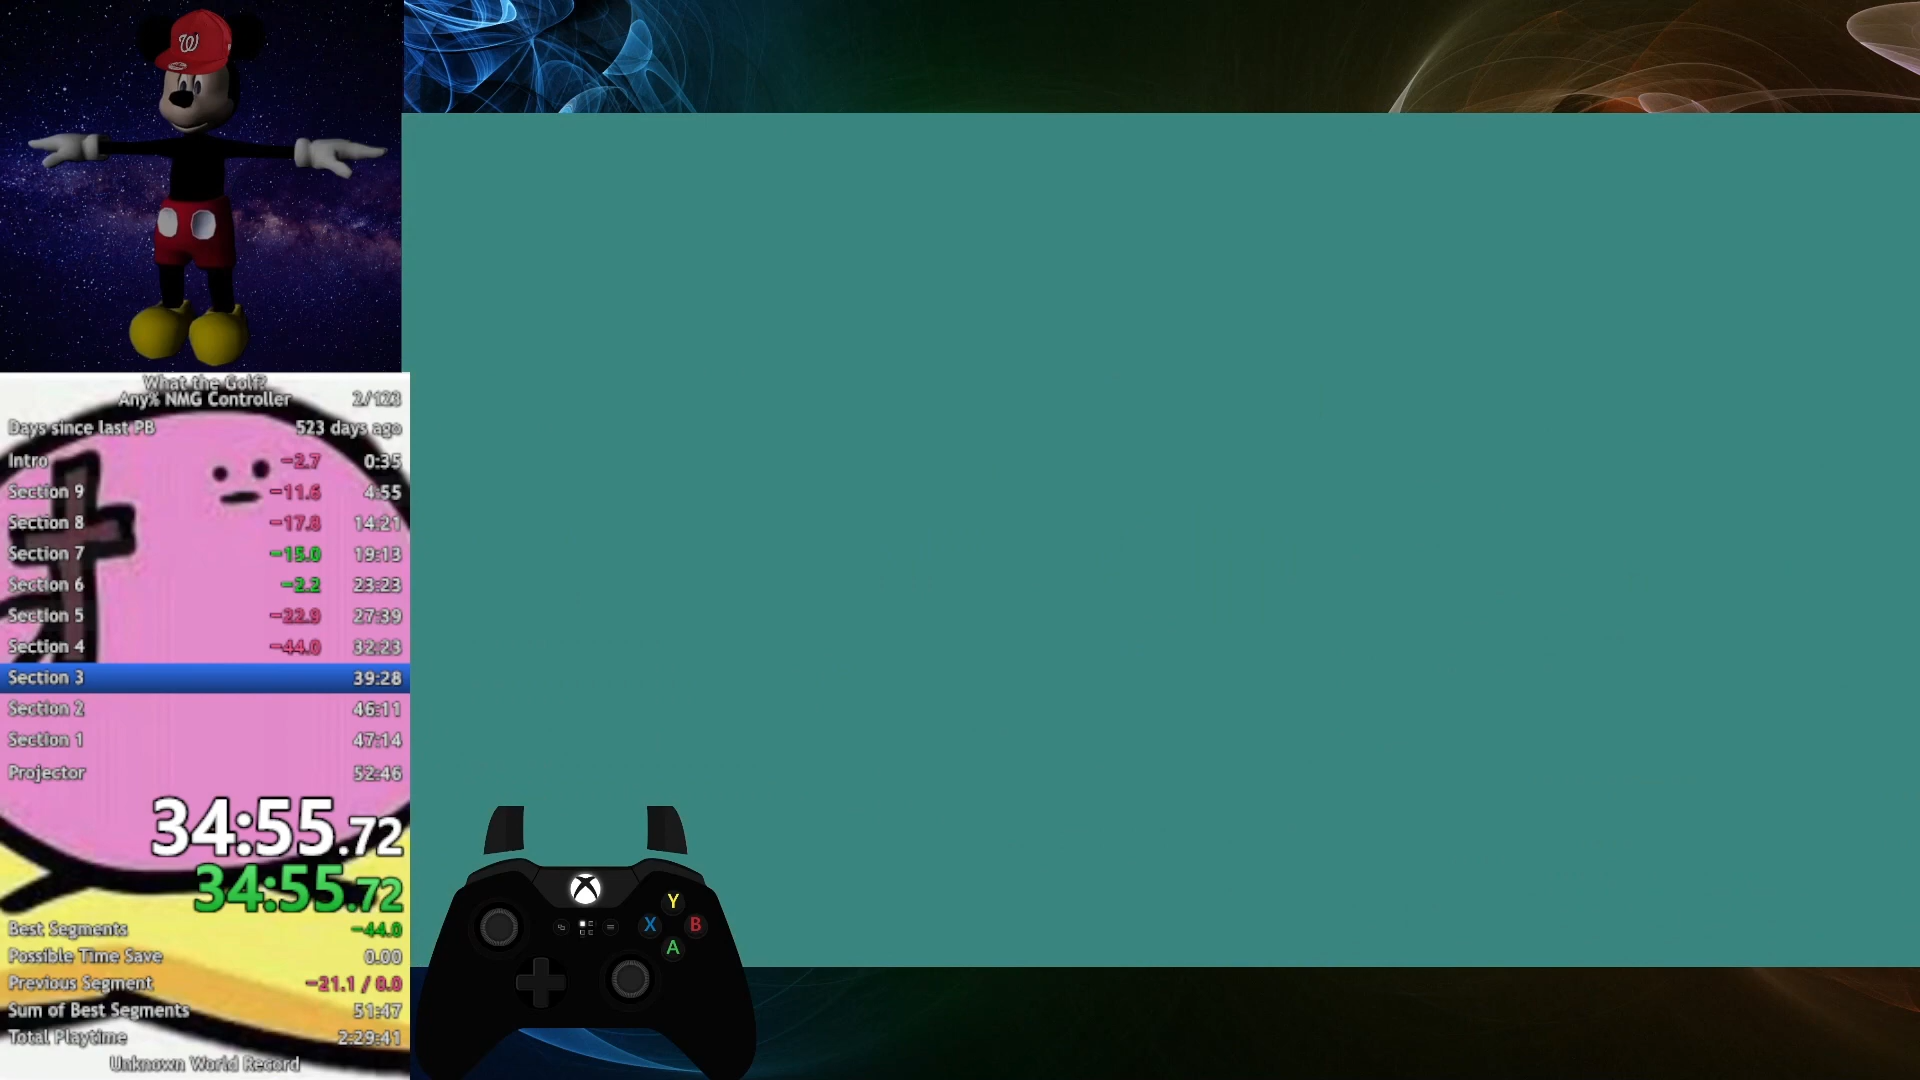 W
What the Golf?
Any% NMG Controller 2/123
Days since last PB 523 days ago
Intro -2.7 0:35
Section 9 -11.6 4:55
Section 8 -17.8 14:21
Section 7 -15.0 19:13
Section 6 -2.2 23:23
Section 5 -22.9 27:39
Section 4 -44.0 32:23
Section 3 39:28
Section 2 46:11
Section 1 47:14
Projector 52:46
34:55.72
34:55.72
Best Segments -44.0
Possible Time Save 0.00
Previous Segment -21.1 / 0.0
Sum of Best Segments 51:47
Total Playtime 2:29:41
Unknown World Record
Y
X B
A